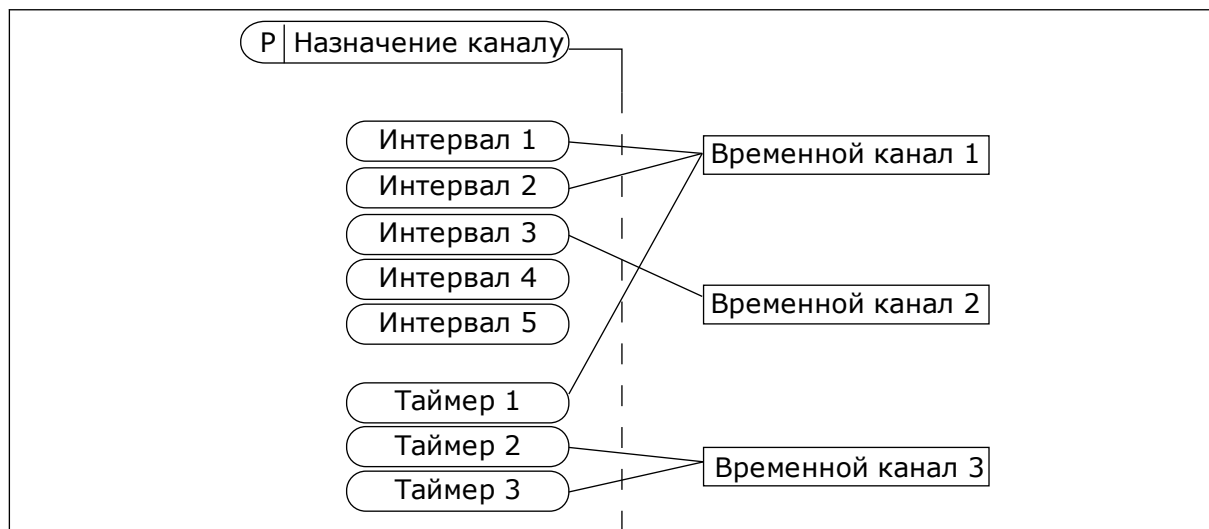 P Назначение каналу
Интервал 1
Интервал 2
Интервал 3
Интервал 4
Интервал 5
Таймер 1
Таймер 2
Таймер 3
Временной канал 1
Временной канал 2
Временной канал 3